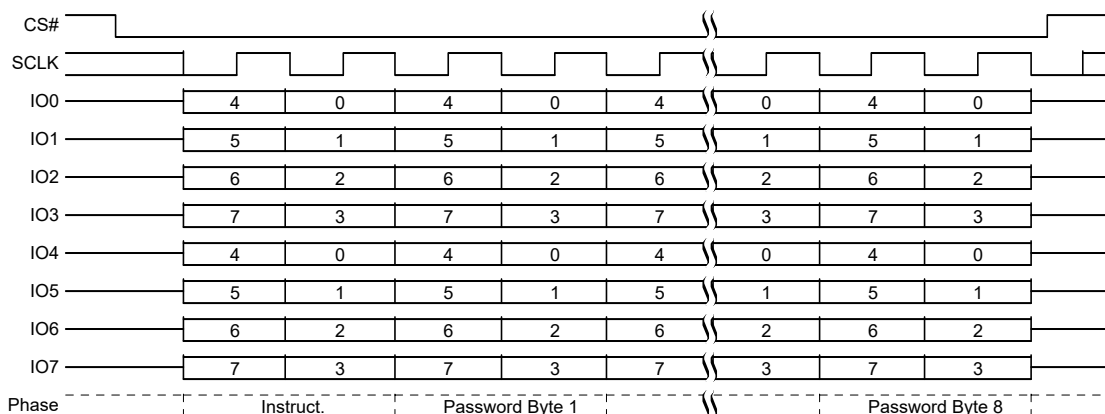 CS#
SCLK
IO0 4 0 4 0 4 0 4 0
IO1 5 1 5 1 5 1 5 1
IO2 6 2 6 2 6 2 6 2
IO3 7 3 7 3 7 3 7 3
IO4 4 0 4 0 4 0 4 0
IO5 5 1 5 1 5 1 5 1
IO6 6 2 6 2 6 2 6 2
IO7 7 3 7 3 7 3 7 3
Phase Instruct. Password Byte 1 Password Byte 8